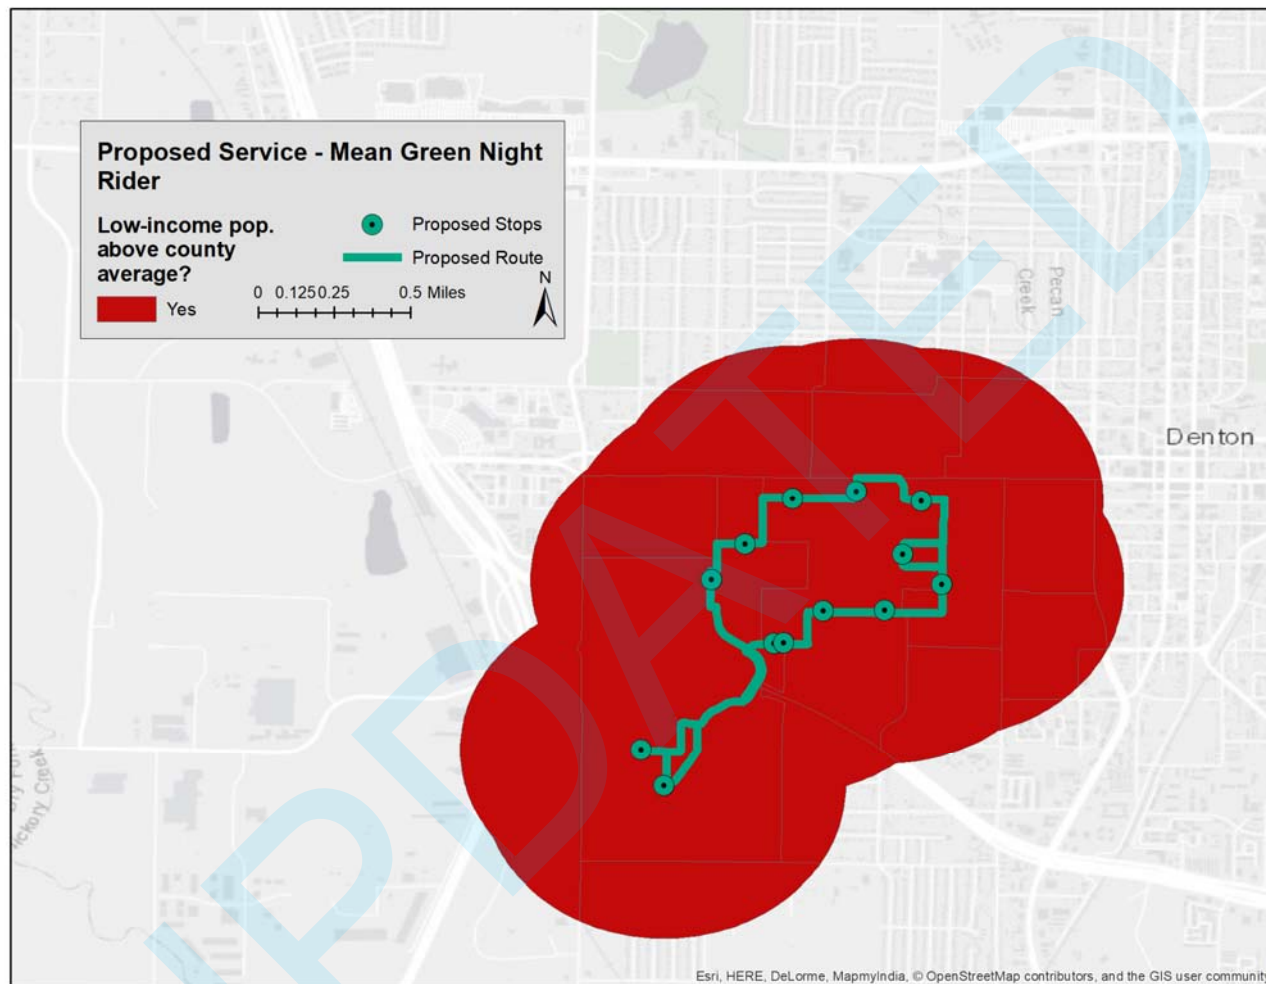 Proposed Service - Mean Green Night
Rider
Low-income pop.
above county
average?
Yes
Proposed Stops
Proposed Route
0 0.125 0.25 0.5 Miles
N
Pecan
Creek
Denton
Hickory Creek
UPDATED
Esri, HERE, DeLorme, MapmyIndia, © OpenStreetMap contributors, and the GIS user community